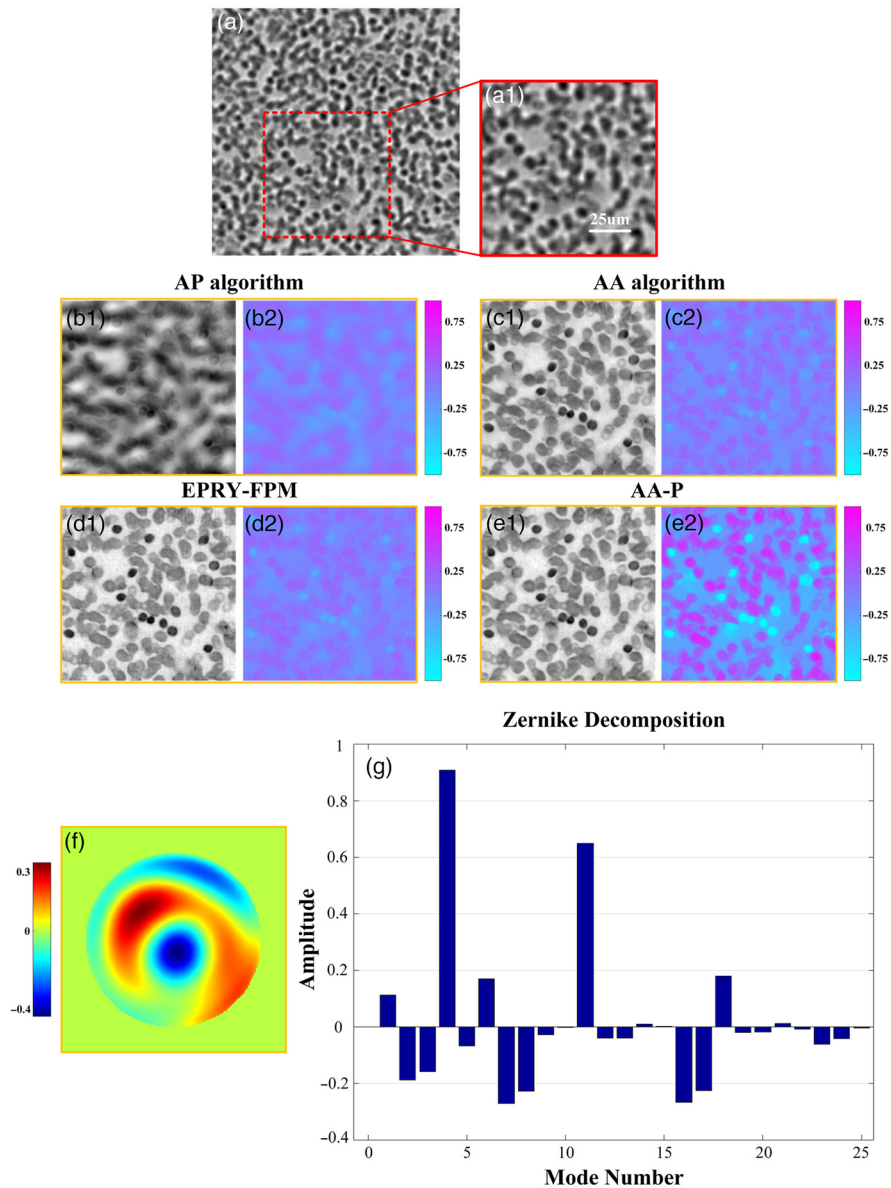 (a)
(a1)
25um
AP algorithm
AA algorithm
(b1)
(b2)
0.75
0.25
−0.25
−0.75
(c1)
(c2)
0.75
0.25
−0.25
−0.75
EPRY-FPM
AA-P
(d1)
(d2)
0.75
0.25
−0.25
−0.75
(e1)
(e2)
0.75
0.25
−0.25
−0.75
Zernike Decomposition
(f)
0.3
0
−0.4
(g)
1
0.8
0.6
0.4
0.2
0
−0.2
−0.4
Amplitude
0
5
10
15
20
25
Mode Number